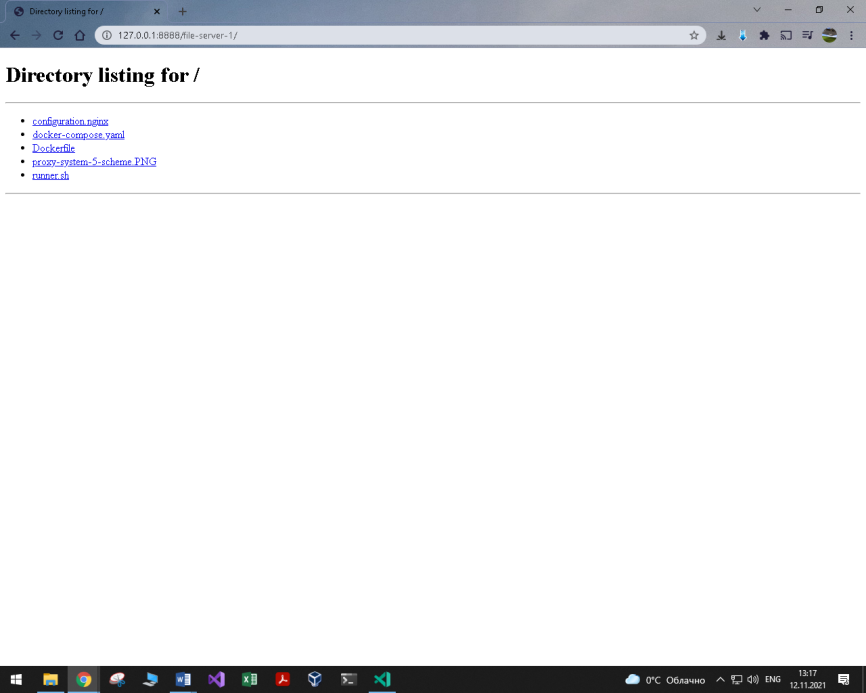 Directory listing for /
127.0.0.1:8888/file-server-1/
Directory listing for /
configuration.nginx
docker-compose.yaml
Dockerfile
proxy-system-5-scheme.PNG
runner.sh
0°C Облачно
ENG
13:17
12.11.2021